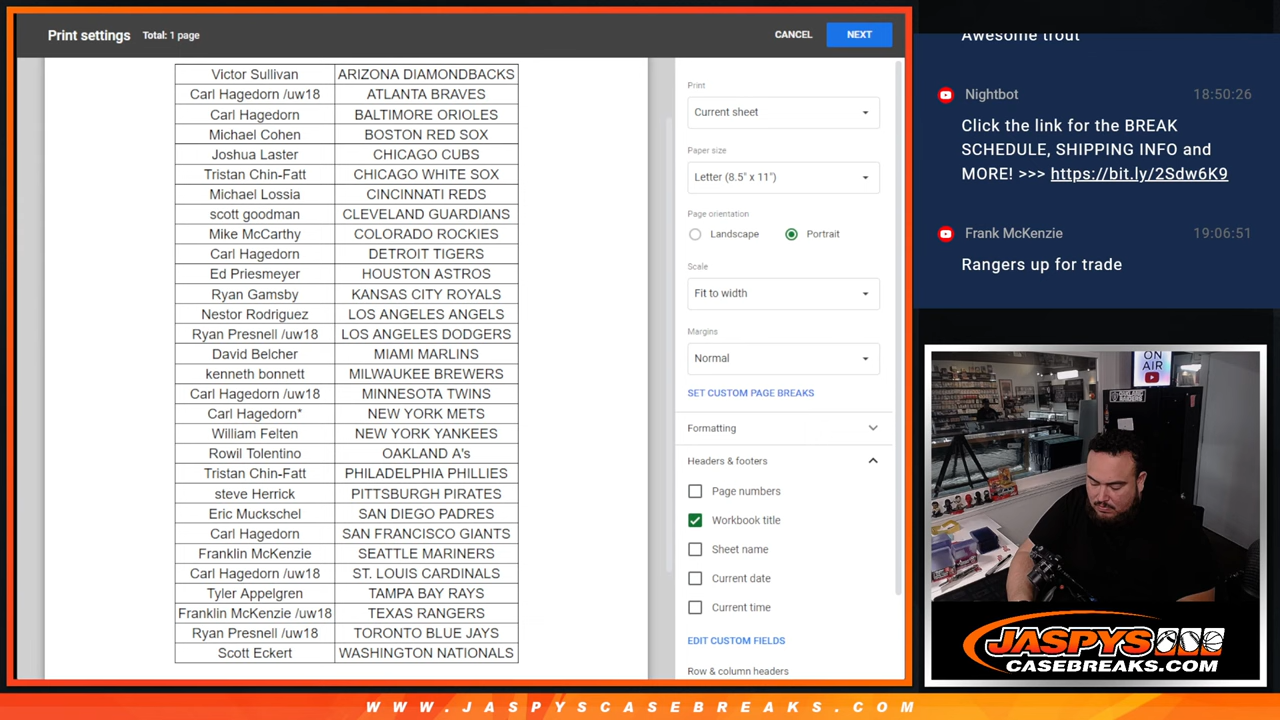 Print settings
Total: 1 page
CANCEL
NEXT
Victor Sullivan ARIZONA DIAMONDBACKS
Carl Hagedorn /uw18 ATLANTA BRAVES
Carl Hagedorn BALTIMORE ORIOLES
Michael Cohen BOSTON RED SOX
Joshua Laster CHICAGO CUBS
Tristan Chin-Fatt CHICAGO WHITE SOX
Michael Lossia CINCINNATI REDS
scott goodman CLEVELAND GUARDIANS
Mike McCarthy COLORADO ROCKIES
Carl Hagedorn DETROIT TIGERS
Ed Priesmeyer HOUSTON ASTROS
Ryan Gamsby KANSAS CITY ROYALS
Nestor Rodriguez LOS ANGELES ANGELS
Ryan Presnell /uw18 LOS ANGELES DODGERS
David Belcher MIAMI MARLINS
kenneth bonnett MILWAUKEE BREWERS
Carl Hagedorn /uw18 MINNESOTA TWINS
Carl Hagedorn* NEW YORK METS
William Felten NEW YORK YANKEES
Rowil Tolentino OAKLAND A's
Tristan Chin-Fatt PHILADELPHIA PHILLIES
steve Herrick PITTSBURGH PIRATES
Eric Muckschel SAN DIEGO PADRES
Carl Hagedorn SAN FRANCISCO GIANTS
Franklin McKenzie SEATTLE MARINERS
Carl Hagedorn /uw18 ST. LOUIS CARDINALS
Tyler Appelgren TAMPA BAY RAYS
Franklin McKenzie /uw18 TEXAS RANGERS
Ryan Presnell /uw18 TORONTO BLUE JAYS
Scott Eckert WASHINGTON NATIONALS
Print
Current sheet
Paper size
Letter (8.5" x 11")
Page orientation
Landscape
Portrait
Scale
Fit to width
Margins
Normal
SET CUSTOM PAGE BREAKS
Formatting
Headers & footers
Page numbers
Workbook title
Sheet name
Current date
Current time
EDIT CUSTOM FIELDS
Row & column headers
Awesome trout
Nightbot 18:50:26
Click the link for the BREAK
SCHEDULE, SHIPPING INFO and
MORE! >>> https://bit.ly/2Sdw6K9
Frank McKenzie 19:06:51
Rangers up for trade
ON
AIR
JASPYS
CASEBREAKS.COM
WWW.JASPYSCASEBREAKS.COM